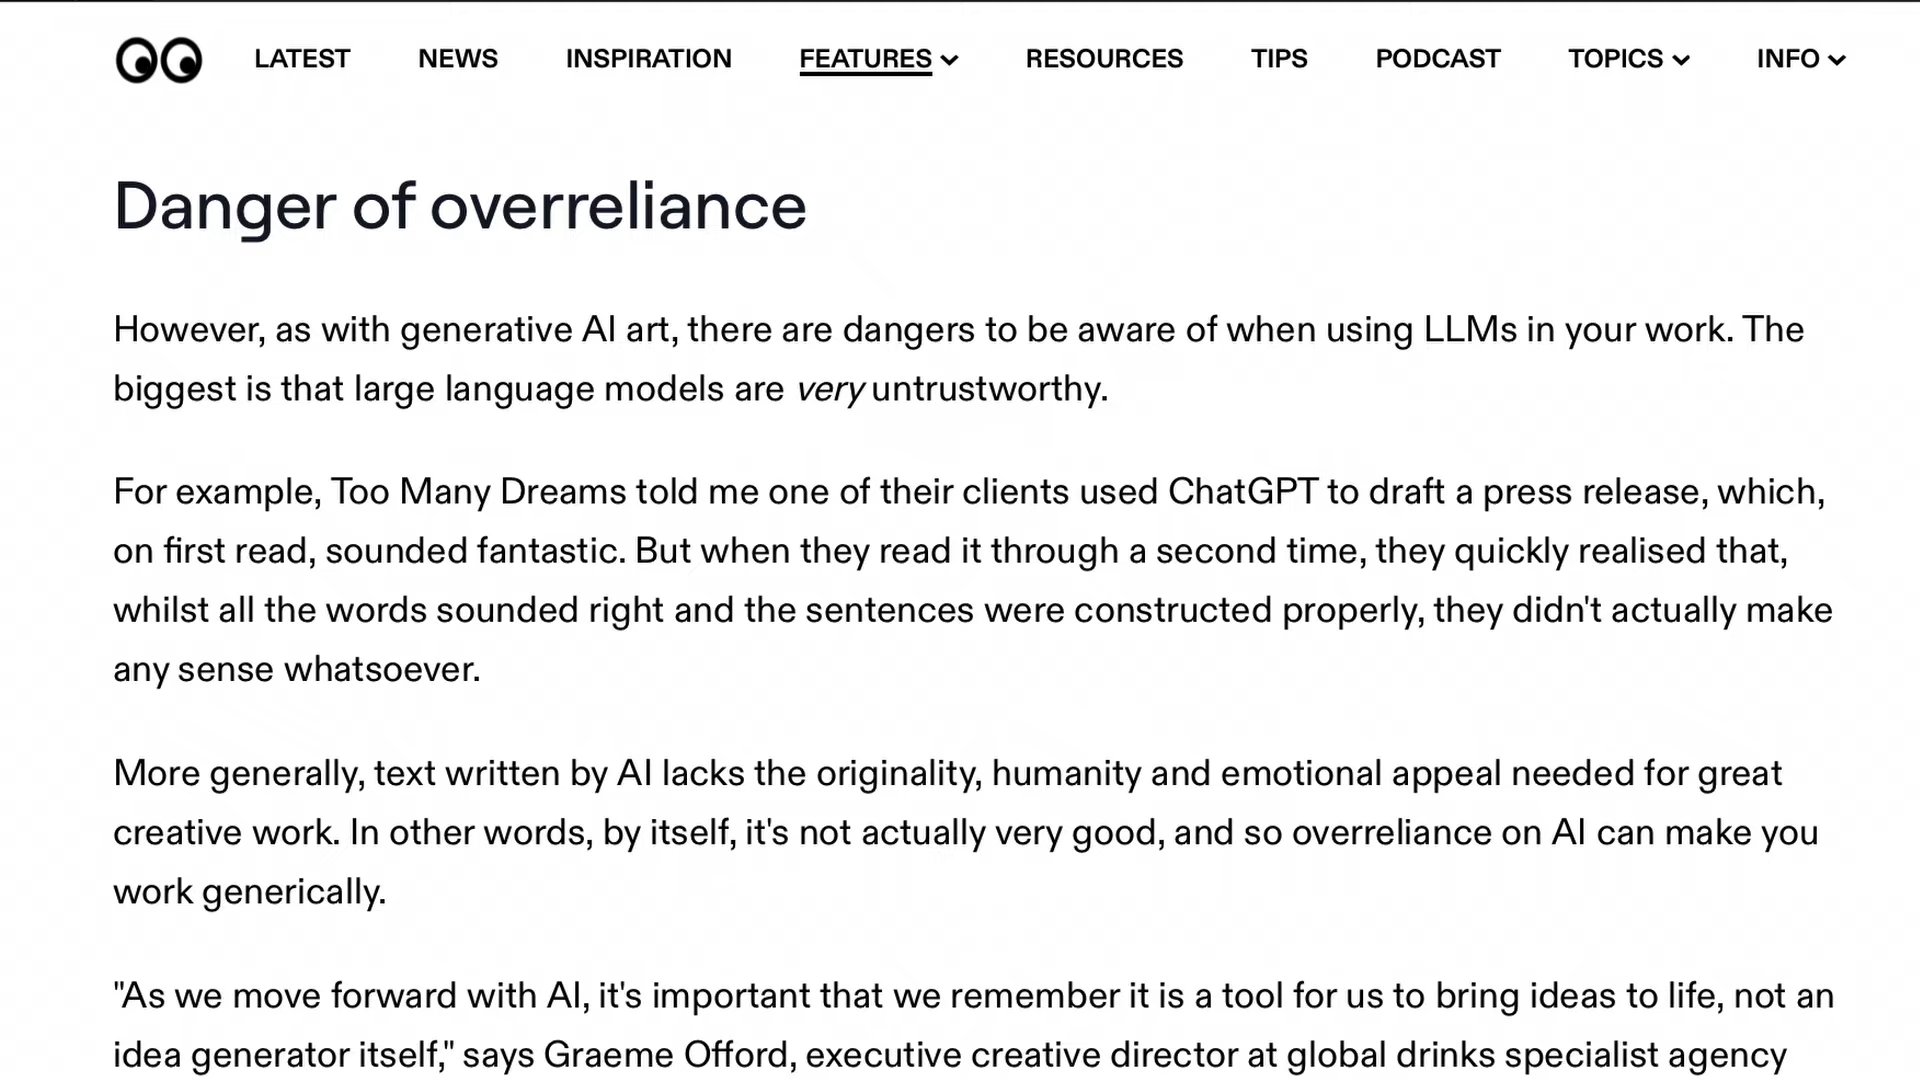 LATEST NEWS INSPIRATION FEATURES RESOURCES TIPS PODCAST TOPICS INFO
Danger of overreliance
However, as with generative AI art, there are dangers to be aware of when using LLMs in your work. The
biggest is that large language models are very untrustworthy.
For example, Too Many Dreams told me one of their clients used ChatGPT to draft a press release, which,
on first read, sounded fantastic. But when they read it through a second time, they quickly realised that,
whilst all the words sounded right and the sentences were constructed properly, they didn't actually make
any sense whatsoever.
More generally, text written by AI lacks the originality, humanity and emotional appeal needed for great
creative work. In other words, by itself, it's not actually very good, and so overreliance on AI can make you
work generically.
"As we move forward with AI, it's important that we remember it is a tool for us to bring ideas to life, not an
idea generator itself," says Graeme Offord, executive creative director at global drinks specialist agency